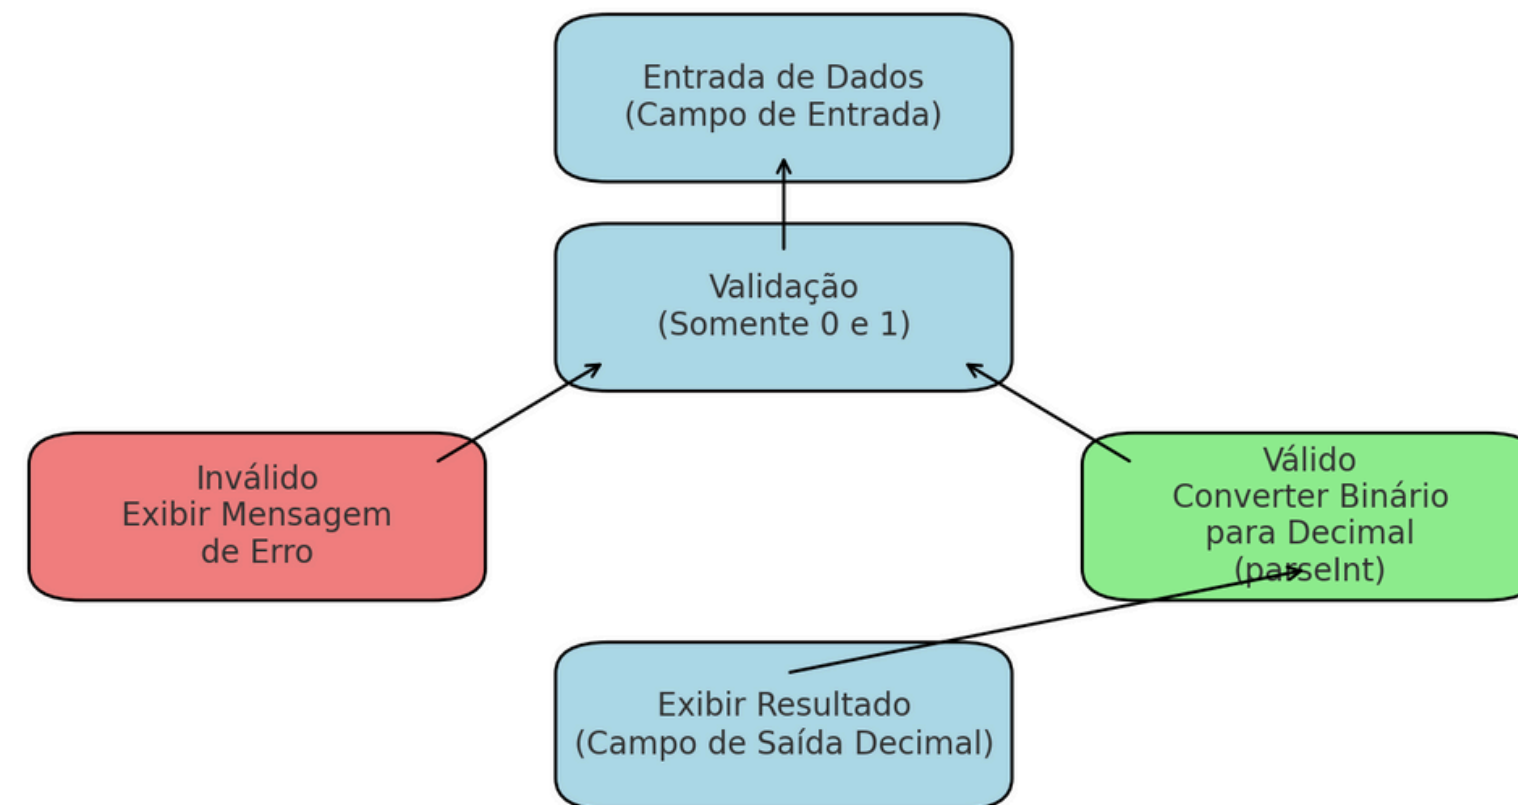 Entrada de Dados
(Campo de Entrada)
Validação
(Somente 0 e 1)
Inválido
Exibir Mensagem
de Erro
Válido
Converter Binário
para Decimal
(parseInt)
Exibir Resultado
(Campo de Saída Decimal)